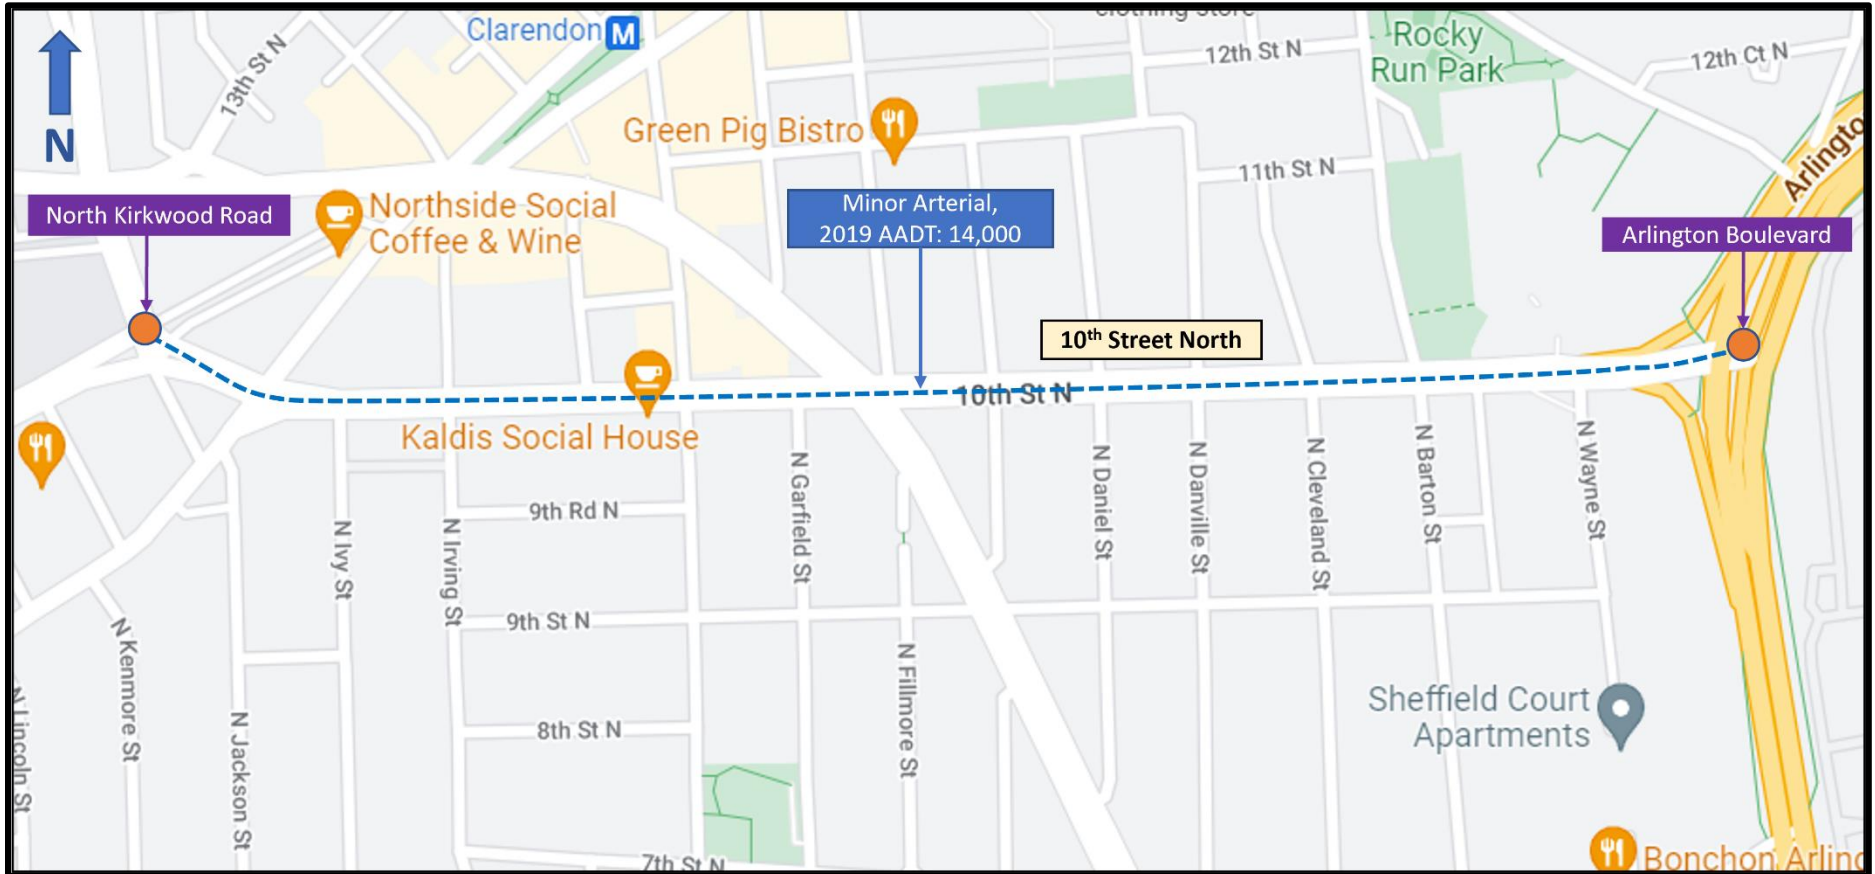 Clarendon M
12th St N
Rocky
Run Park
12th Ct N
13th St N
N
Green Pig Bistro
Arlingto
11th St N
North Kirkwood Road
Northside Social
Coffee & Wine
Minor Arterial,
2019 AADT: 14,000
Arlington Boulevard
10th Street North
10th St N
Kaldis Social House
N Garfield St
N Daniel St
N Danville St
N Cleveland St
N Barton St
N Wayne St
9th Rd N
N Ivy St
N Irving St
9th St N
N Kenmore St
N Fillmore St
N Lincoln St
N Jackson St
8th St N
Sheffield Court
Apartments
7th St N
Bonchon Arling